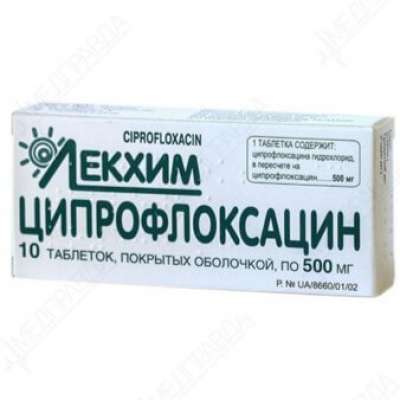 CIPROFLOXACIN
ЛЕКХИМ
ЦИПРОФЛОКСАЦИН
10 ТАБЛЕТОК, ПОКРЫТЫХ ОБОЛОЧКОЙ, ПО 500 МГ
1 ТАБЛЕТКА СОДЕРЖИТ:
ципрофлоксацина гидрохлорид,
в пересчете на
ципрофлоксацин 500 мг
Р. № UA/8660/01/02